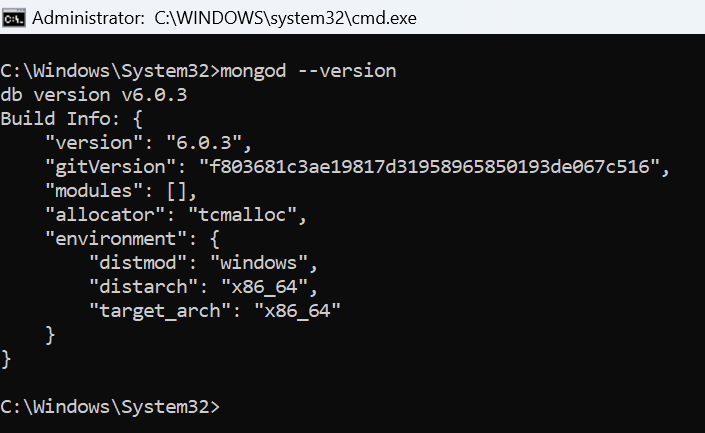 Administrator: C:\WINDOWS\system32\cmd.exe
C:\Windows\System32>mongod --version
db version v6.0.3
Build Info: {
    "version": "6.0.3",
    "gitVersion": "f803681c3ae19817d31958965850193de067c516",
    "modules": [],
    "allocator": "tcmalloc",
    "environment": {
        "distmod": "windows",
        "distarch": "x86_64",
        "target_arch": "x86_64"
    }
}
C:\Windows\System32>